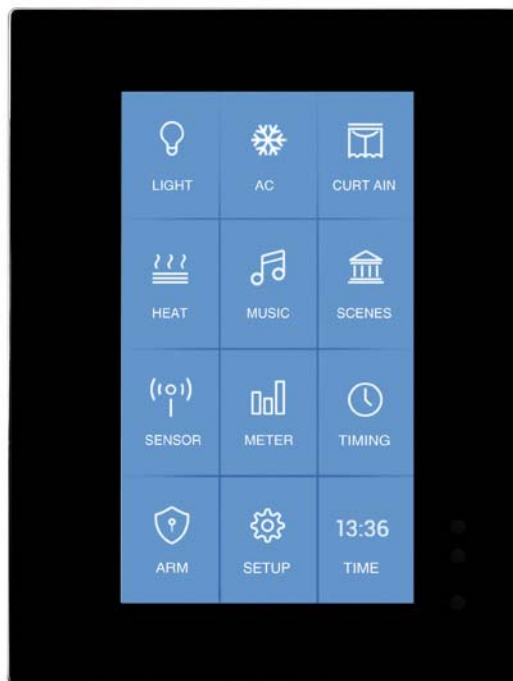 LIGHT AC CURT AIN
HEAT MUSIC SCENES
SENSOR METER TIMING
13:36
ARM SETUP TIME